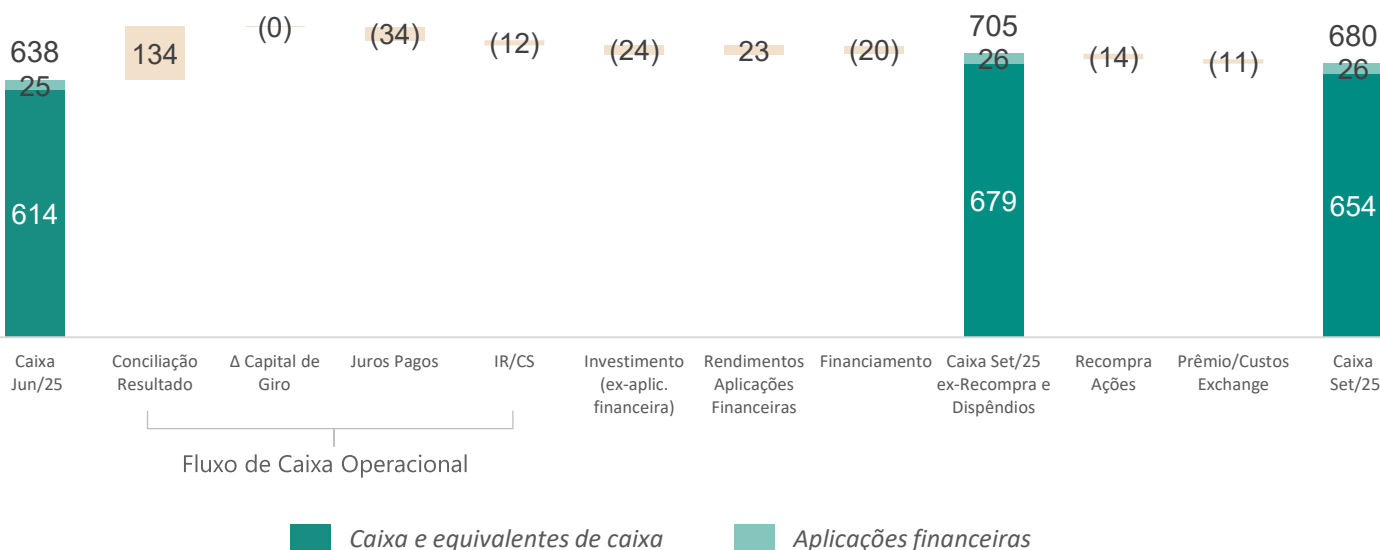 638
25
614
134
(0)
(34)
(12)
(24)
23
(20)
705
26
679
(14)
(11)
680
26
654
Caixa
Jun/25
Conciliação
Resultado
Δ Capital de
Giro
Juros Pagos
IR/CS
Investimento
(ex-aplic.
financeira)
Rendimentos
Aplicações
Financeiras
Financiamento
Caixa Set/25
ex-Recompra e
Dispêndios
Recompra
Ações
Prêmio/Custos
Exchange
Caixa
Set/25
Fluxo de Caixa Operacional
Caixa e equivalentes de caixa
Aplicações financeiras